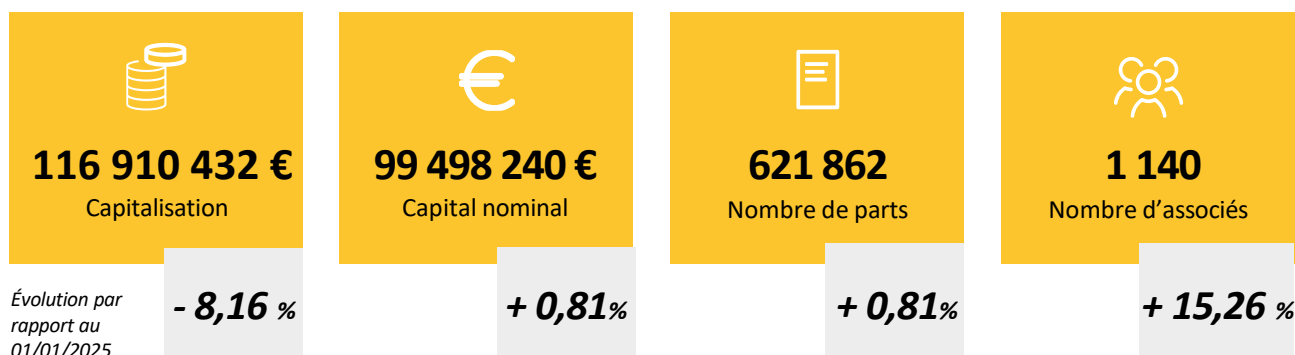 116 910 432 €
Capitalisation
99 498 240 €
Capital nominal
621 862
Nombre de parts
1 140
Nombre d’associés
Évolution par
rapport au
01/01/2025
- 8,16 %
+ 0,81%
+ 0,81%
+ 15,26 %